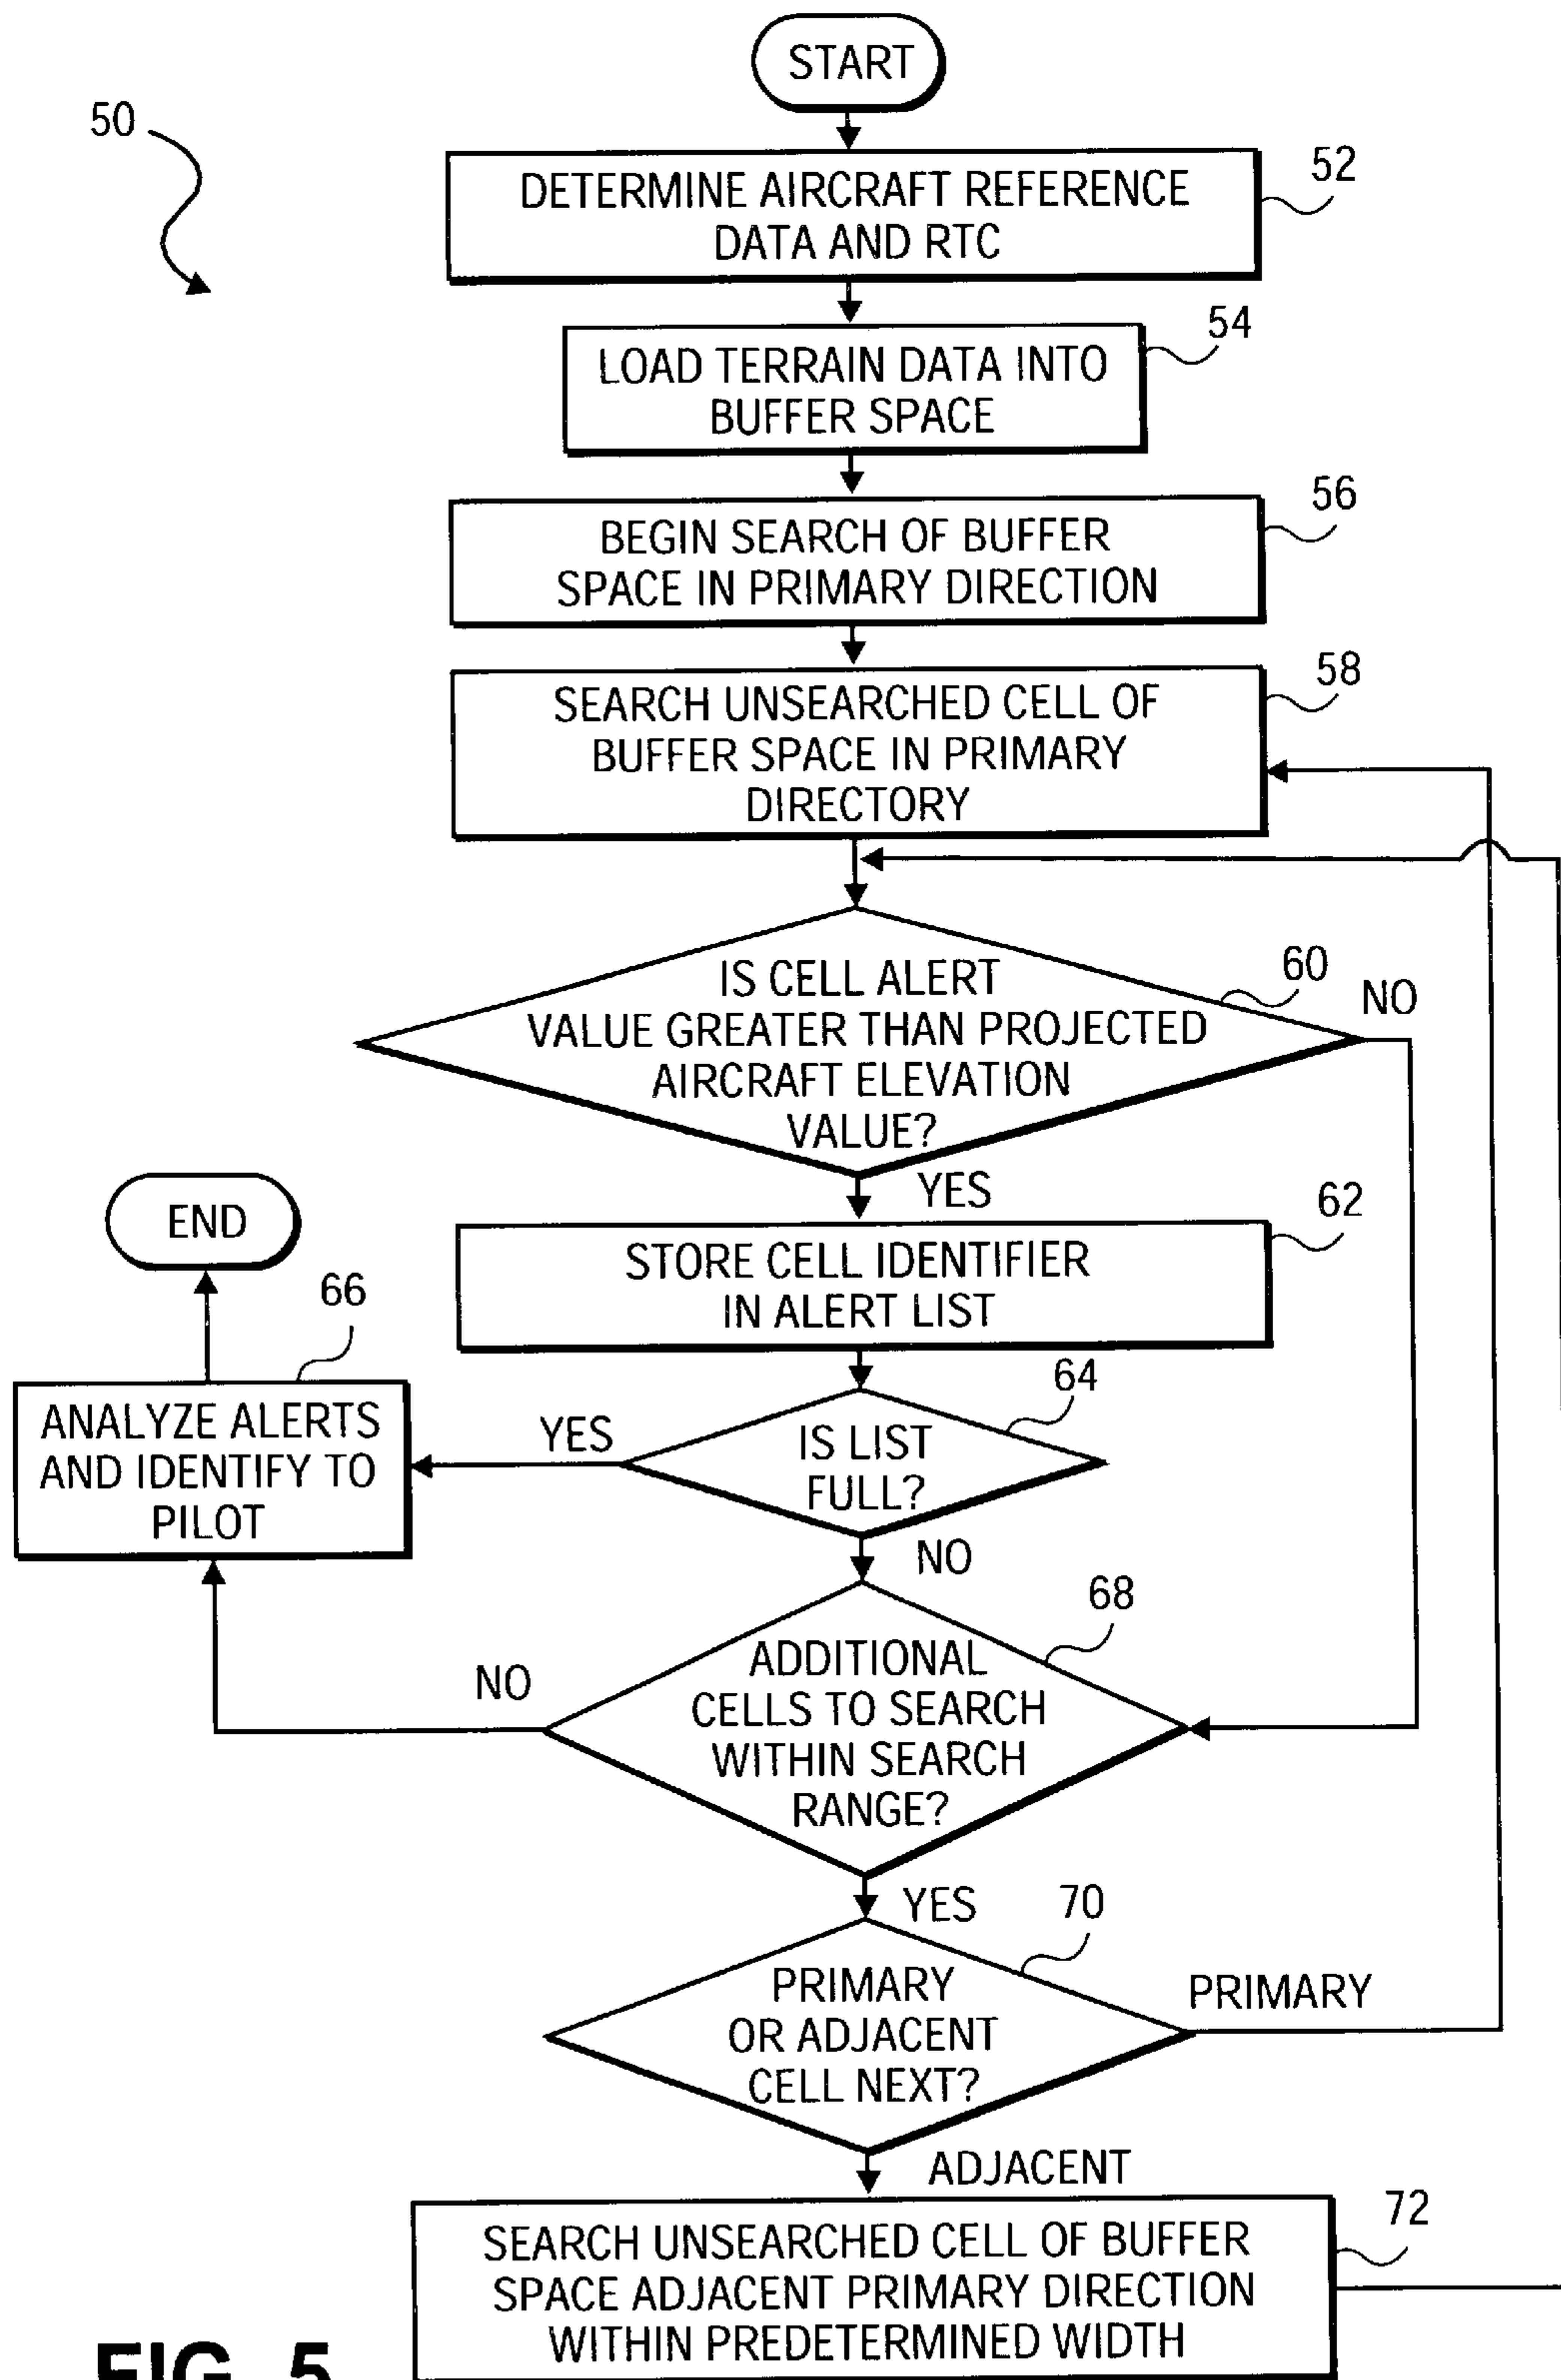 START
50
52
DETERMINE AIRCRAFT REFERENCE
DATA AND RTC
54
LOAD TERRAIN DATA INTO
BUFFER SPACE
56
BEGIN SEARCH OF BUFFER
SPACE IN PRIMARY DIRECTION
58
SEARCH UNSEARCHED CELL OF
BUFFER SPACE IN PRIMARY
DIRECTORY
60
NO
IS CELL ALERT
VALUE GREATER THAN PROJECTED
AIRCRAFT ELEVATION
VALUE?
YES
END
62
STORE CELL IDENTIFIER
IN ALERT LIST
66
64
ANALYZE ALERTS
AND IDENTIFY TO
PILOT
YES
IS LIST
FULL?
NO
68
NO
ADDITIONAL
CELLS TO SEARCH
WITHIN SEARCH
RANGE?
YES
70
PRIMARY
OR ADJACENT
CELL NEXT?
PRIMARY
ADJACENT
72
SEARCH UNSEARCHED CELL OF BUFFER
SPACE ADJACENT PRIMARY DIRECTION
WITHIN PREDETERMINED WIDTH
FIG. 5